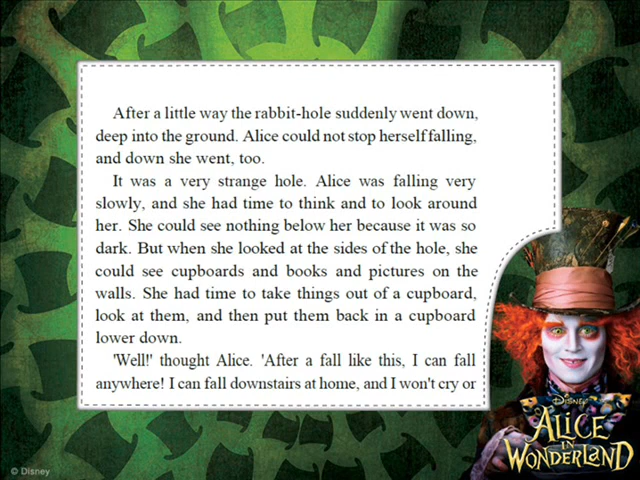 After a little way the rabbit-hole suddenly went down,
deep into the ground. Alice could not stop herself falling,
and down she went, too.
It was a very strange hole. Alice was falling very
slowly, and she had time to think and to look around
her. She could see nothing below her because it was so
dark. But when she looked at the sides of the hole, she
could see cupboards and books and pictures on the
walls. She had time to take things out of a cupboard,
look at them, and then put them back in a cupboard
lower down.
'Well!' thought Alice. 'After a fall like this, I can fall
anywhere! I can fall downstairs at home, and I won't cry or
DISNEY
ALICE
IN
WONDERLAND
© Disney